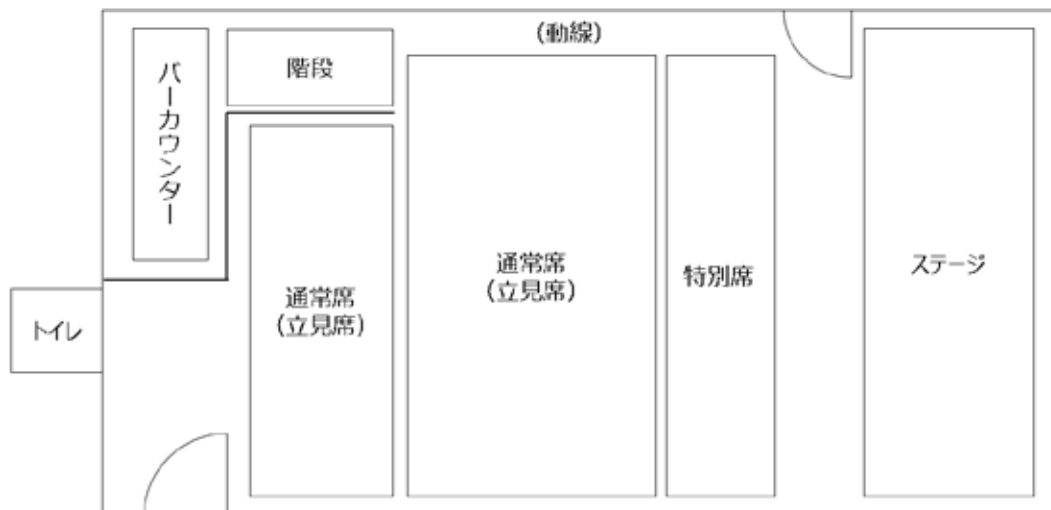 (動線)
バーカウンター
階段
通常席
(立見席)
通常席
(立見席)
特別席
ステージ
トイレ